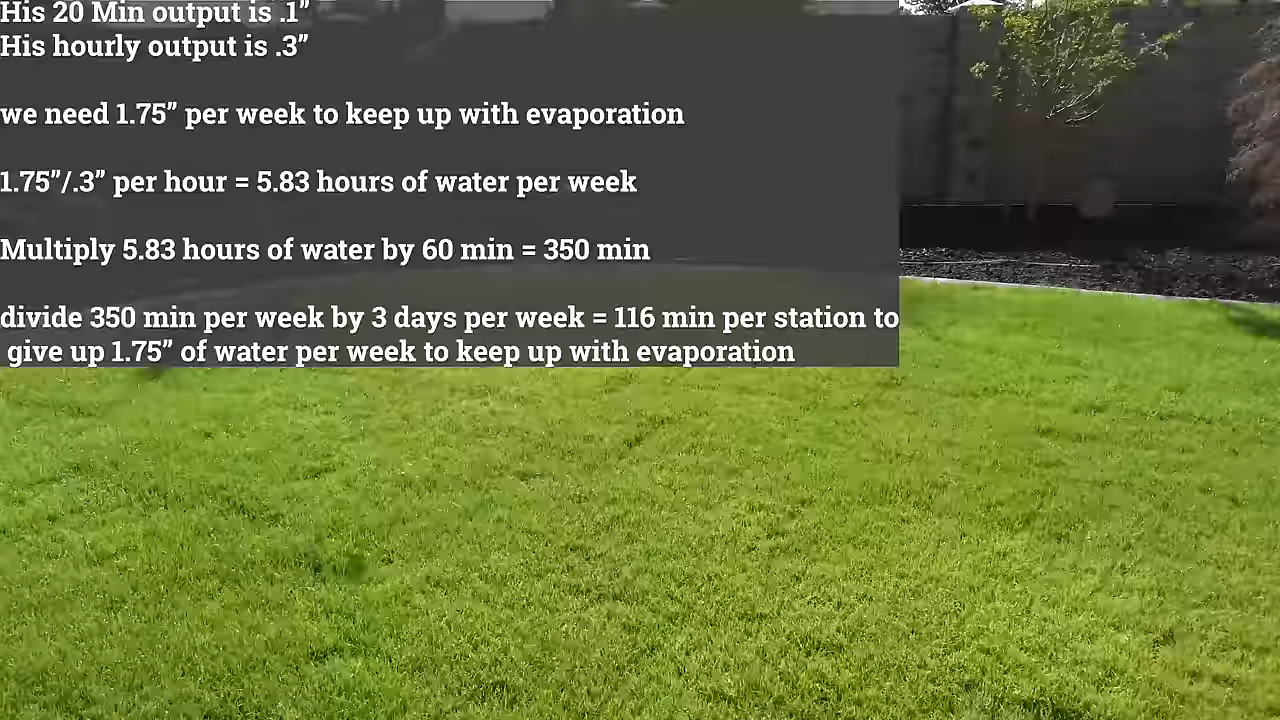 His 20 Min output is .1”
His hourly output is .3”
we need 1.75” per week to keep up with evaporation
1.75”/.3” per hour = 5.83 hours of water per week
Multiply 5.83 hours of water by 60 min = 350 min
divide 350 min per week by 3 days per week = 116 min per station to
give up 1.75” of water per week to keep up with evaporation